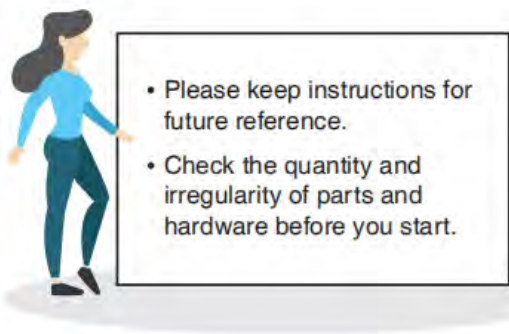 • Please keep instructions for
future reference.
• Check the quantity and
irregularity of parts and
hardware before you start.